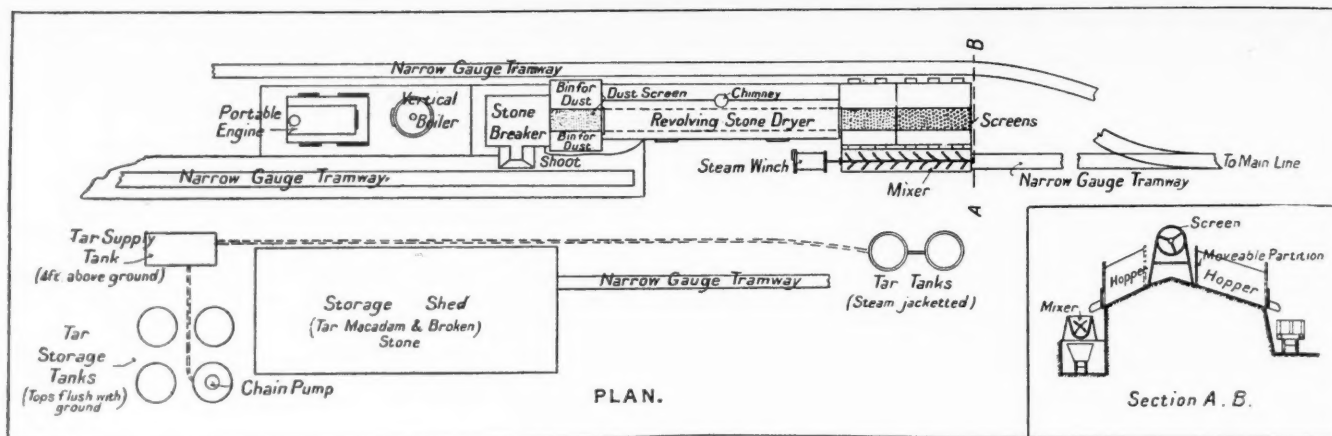 Narrow Gauge Tramway
B
Portable
Engine
Vertical
Boiler
Stone
Breaker
Bin for
Dust
Dust Screen
Bin for
Dust
Chimney
Revolving Stone Dryer
Screens
Shoot
Steam Winch
Mixer
To Main Line
Narrow Gauge Tramway.
Narrow Gauge Tramway
A
Tar Supply
Tank
(4ft. above ground)
Storage Shed
(Tar Macadam & Broken)
Stone
Narrow Gauge Tramway
Tar Tanks
(Steam jacketted)
Tar
Storage
Tanks
(Tops flush with)
ground
Chain Pump
PLAN.
Screen
Moveable Partition
Hopper
Hopper
Mixer
Section A. B.